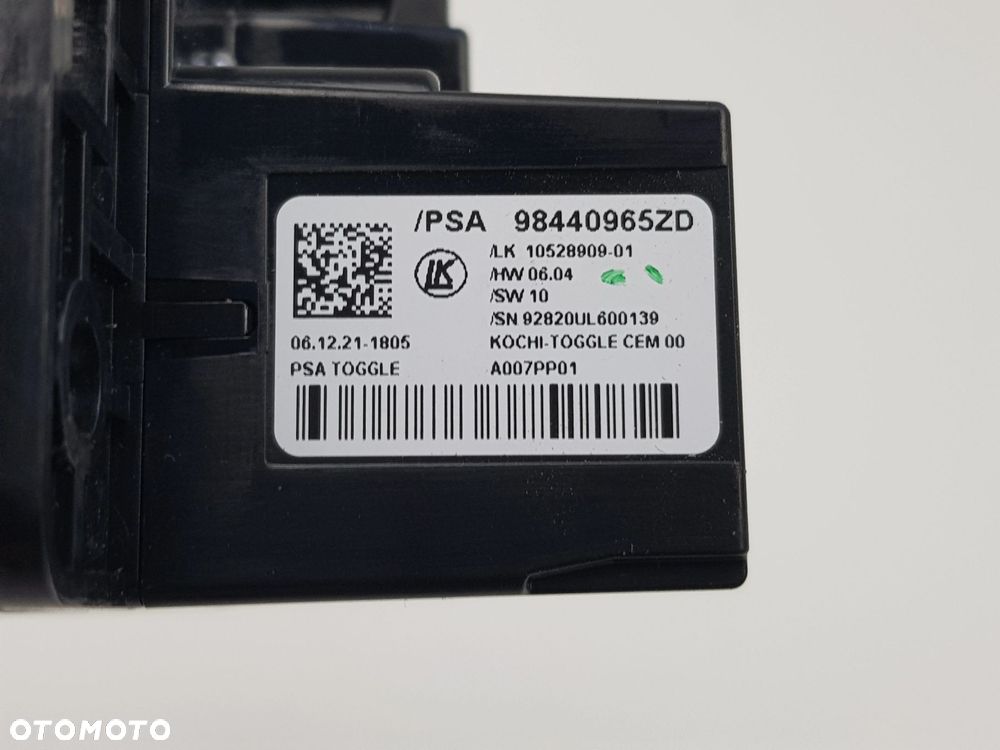 /PSA 98440965ZD
/LK 10528909-01
LK
/HW 06.04
/SW 10
/SN 92820UL600139
06.12.21-1805 KOCHI-TOGGLE CEM 00
PSA TOGGLE A007PP01
OTOMOTO